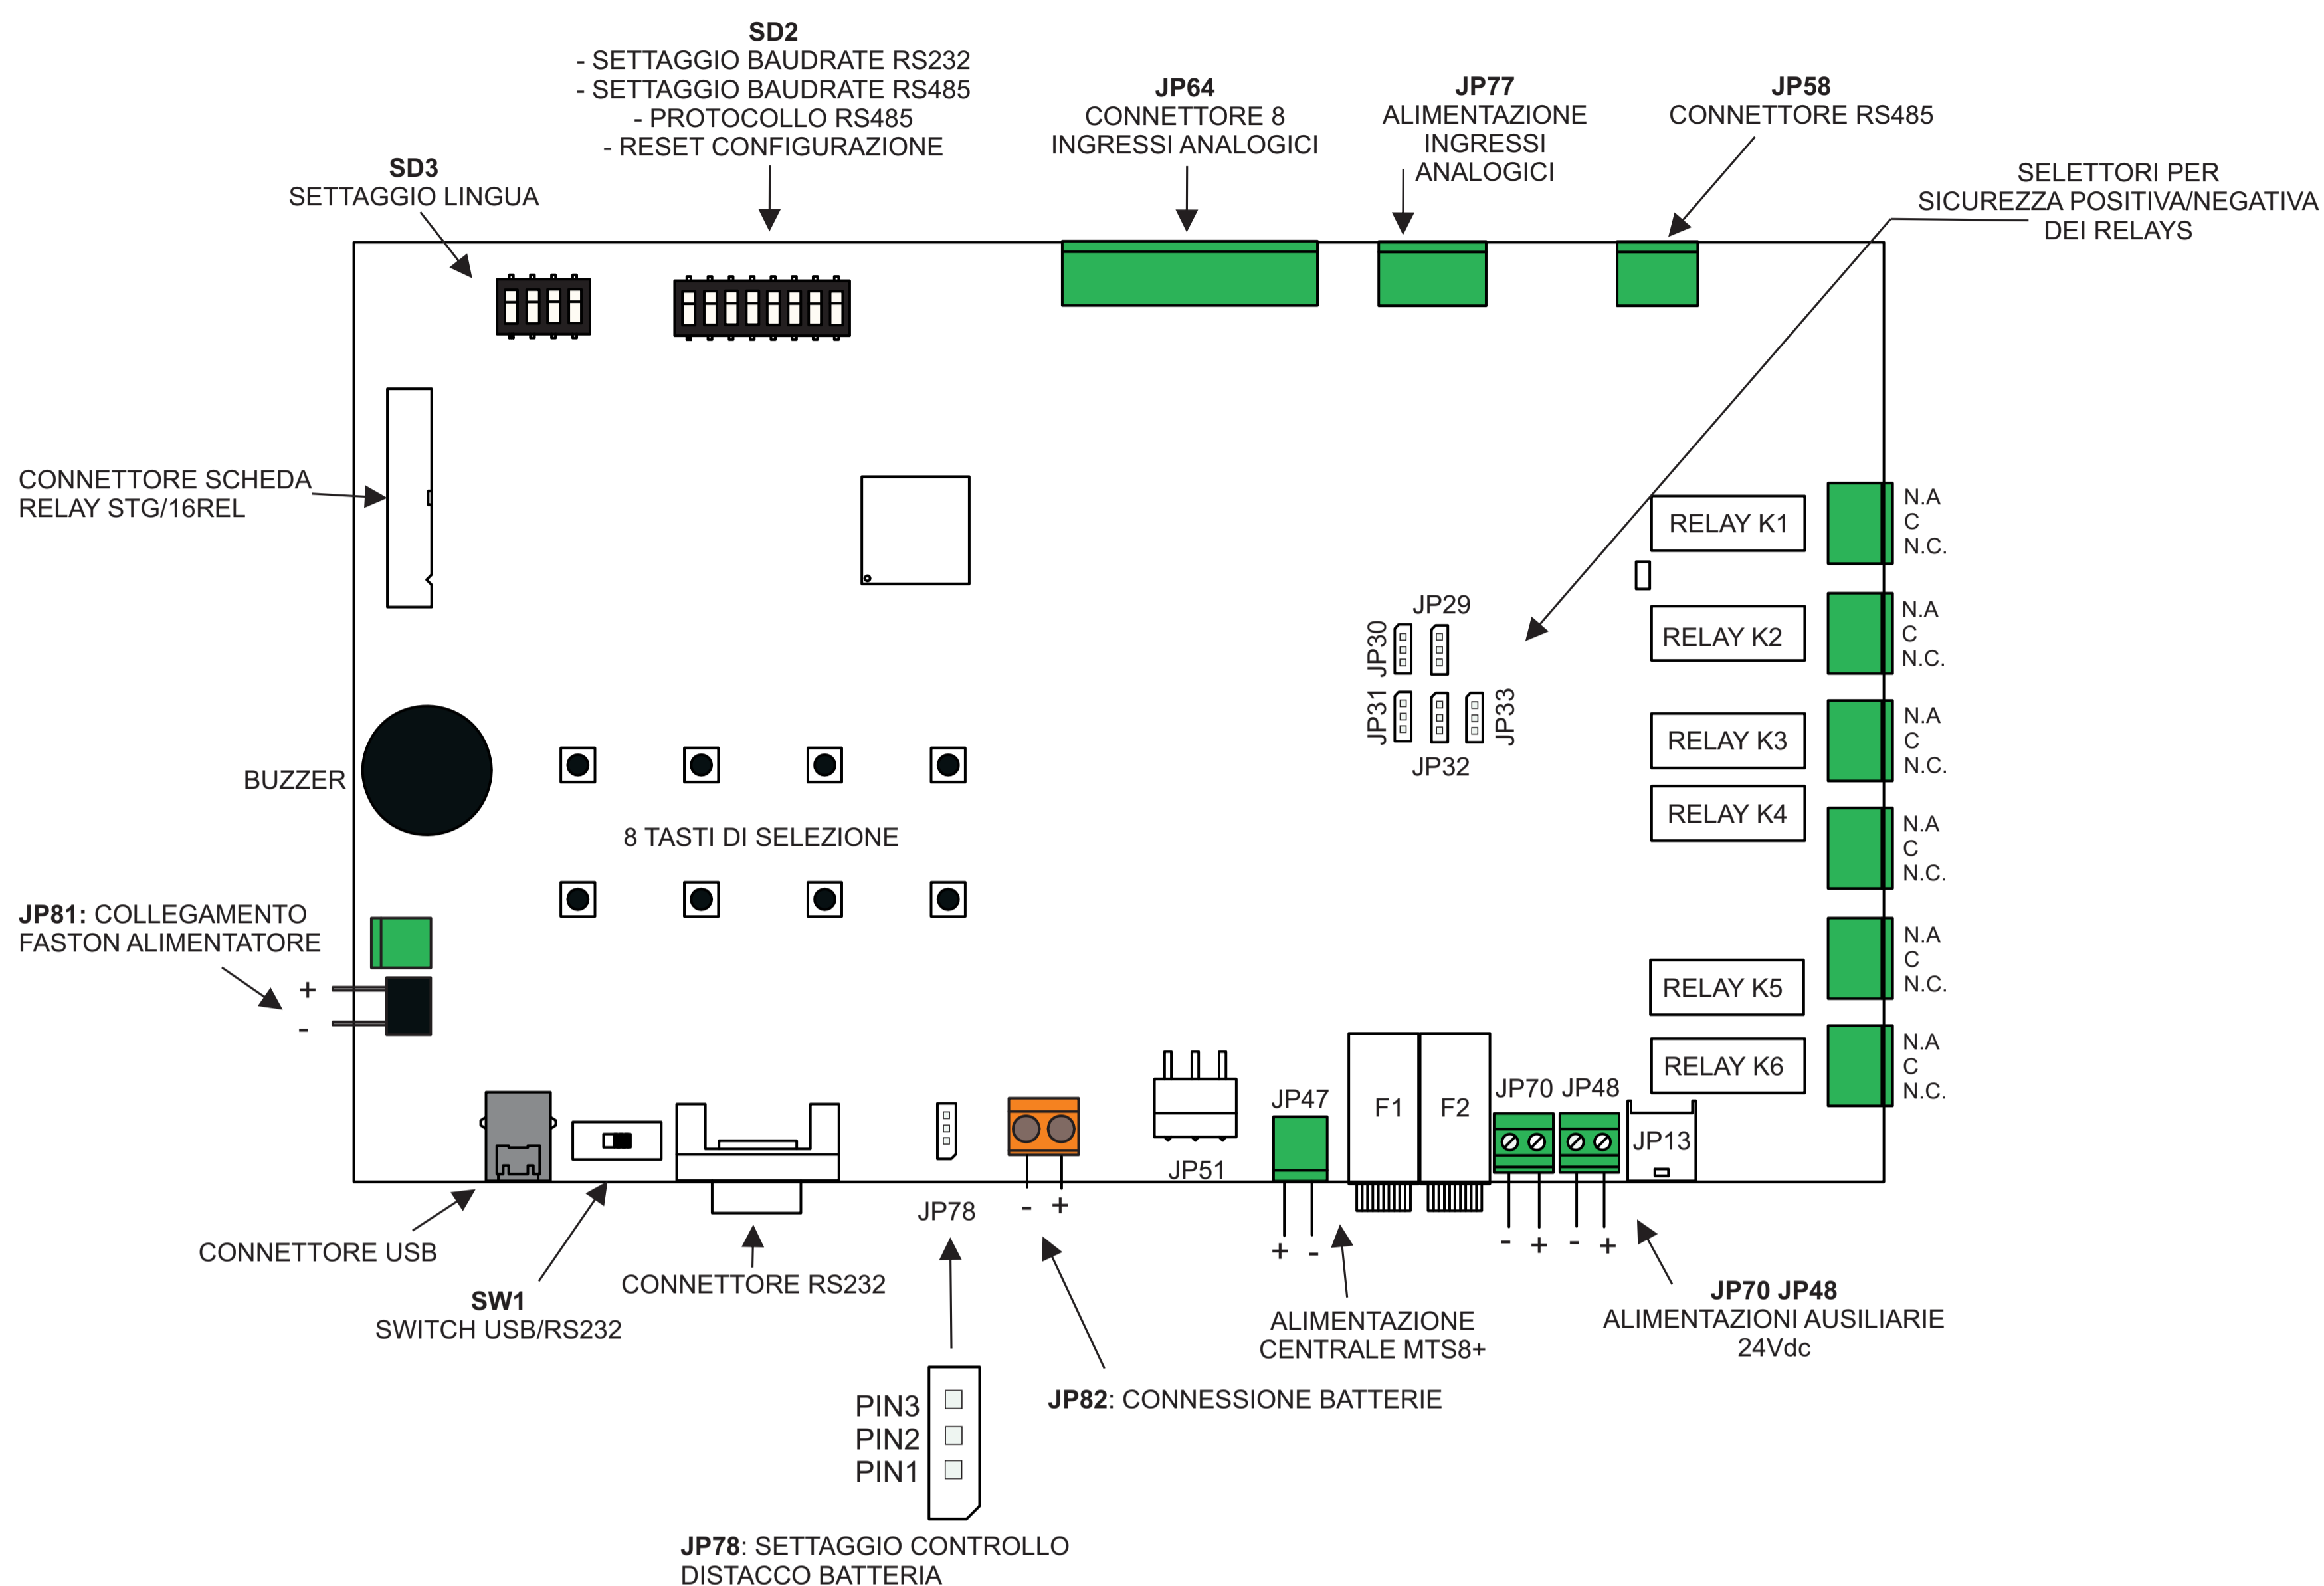 SD2
- SETTAGGIO BAUDRATE RS232
- SETTAGGIO BAUDRATE RS485
- PROTOCOLLO RS485
- RESET CONFIGURAZIONE
JP64
CONNETTORE 8
INGRESSI ANALOGICI
JP77
ALIMENTAZIONE
INGRESSI
ANALOGICI
JP58
CONNETTORE RS485
SD3
SETTAGGIO LINGUA
SELETTORI PER
SICUREZZA POSITIVA/NEGATIVA
DEI RELAYS
CONNETTORE SCHEDA
RELAY STG/16REL
RELAY K1
N.A
C
N.C.
JP29
JP30
RELAY K2
N.A
C
N.C.
JP31
JP33
JP32
RELAY K3
N.A
C
N.C.
BUZZER
8 TASTI DI SELEZIONE
RELAY K4
N.A
C
N.C.
JP81: COLLEGAMENTO
FASTON ALIMENTATORE
+
-
RELAY K5
N.A
C
N.C.
RELAY K6
N.A
C
N.C.
JP47
F1
F2
JP70
JP48
JP13
JP51
JP78
- +
+ -
- +
- +
CONNETTORE USB
SW1
SWITCH USB/RS232
CONNETTORE RS232
ALIMENTAZIONE
CENTRALE MTS8+
JP70 JP48
ALIMENTAZIONI AUSILIARIE
24Vdc
JP82: CONNESSIONE BATTERIE
PIN3
PIN2
PIN1
JP78: SETTAGGIO CONTROLLO
DISTACCO BATTERIA